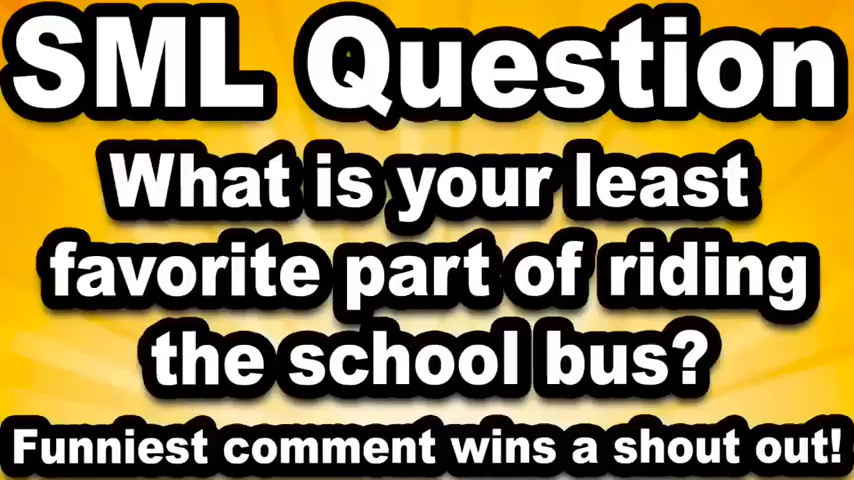 SML Question
What is your least
favorite part of riding
the school bus?
Funniest comment wins a shout out!